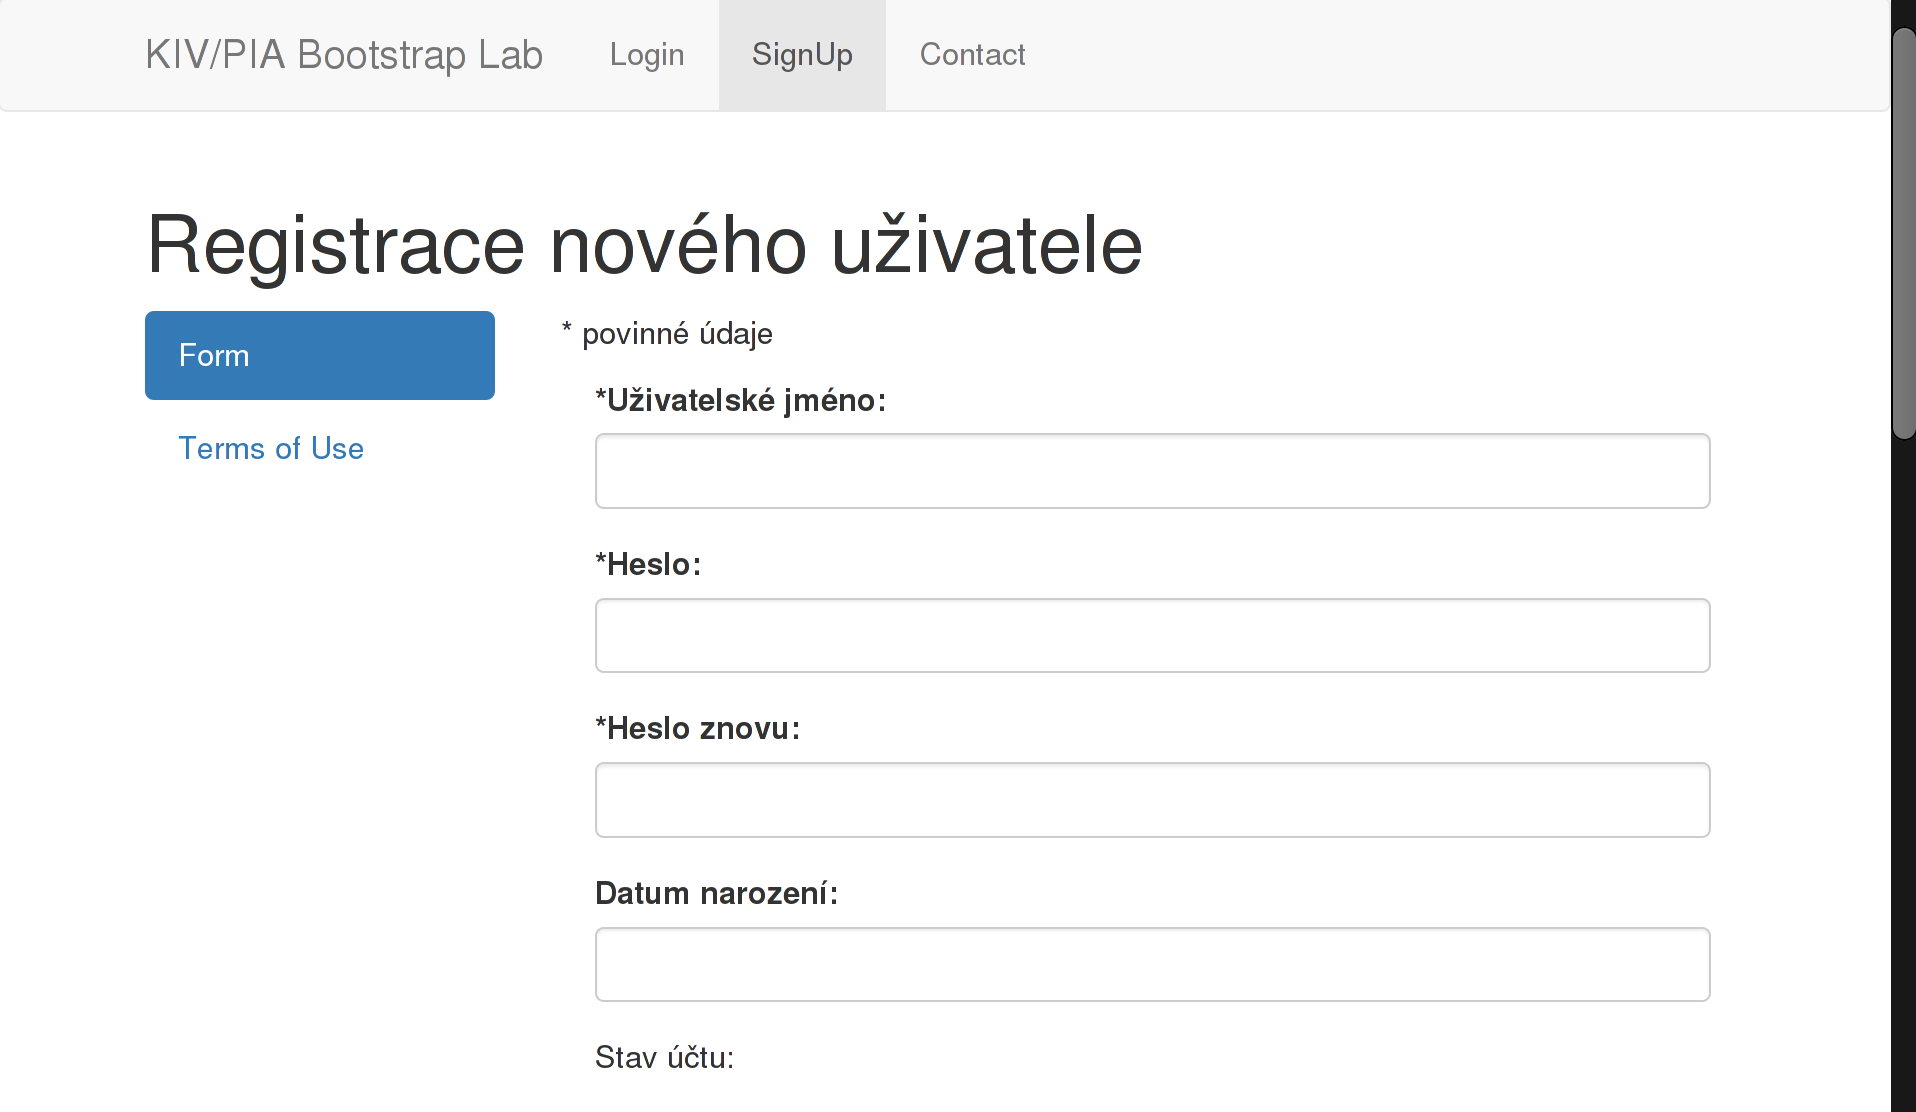 KIV/PIA Bootstrap Lab Login SignUp Contact
Registrace nového uživatele
Form
Terms of Use
* povinné údaje
*Uživatelské jméno:
*Heslo:
*Heslo znovu:
Datum narození:
Stav účtu: